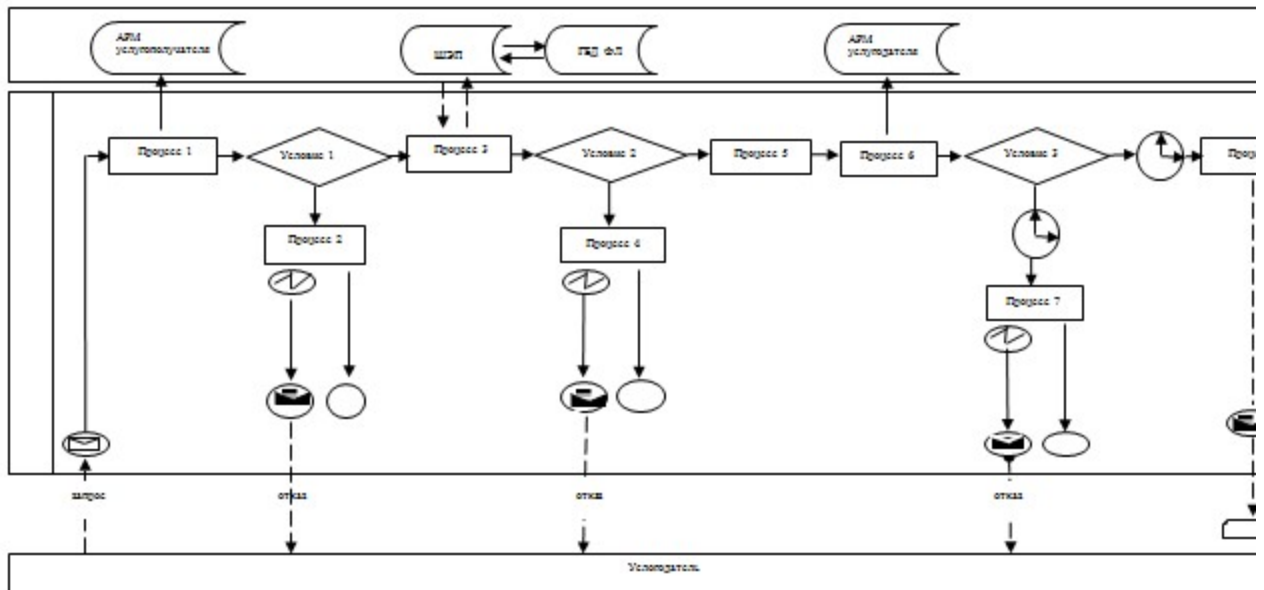 АРМ
услугополучателя
ШЭП
ГБД ФЛ
АРМ
услугодателя
Процесс 1
Условие 1
Процесс 3
Условие 2
Процесс 5
Процесс 6
Условие 3
Процесс 2
Процесс 4
Процесс 7
запрос
отказ
отказ
отказ